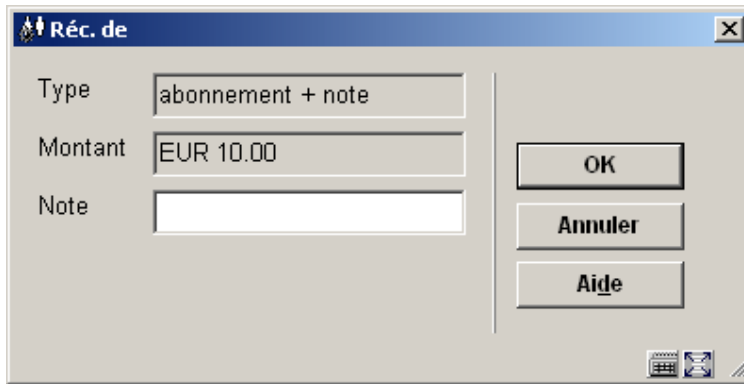 Réc. de
Type abonnement + note
Montant EUR 10.00
Note
OK
Annuler
Aide